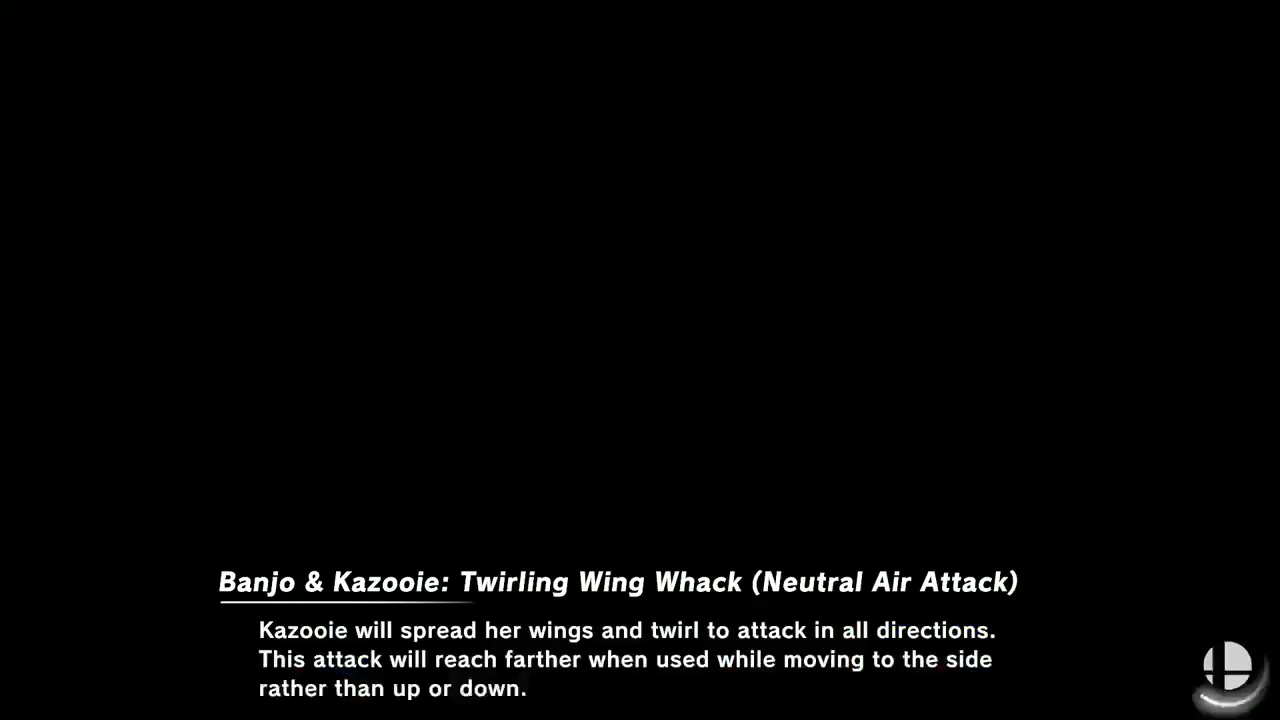 Banjo & Kazooie: Twirling Wing Whack (Neutral Air Attack)
Kazooie will spread her wings and twirl to attack in all directions.
This attack will reach farther when used while moving to the side
rather than up or down.